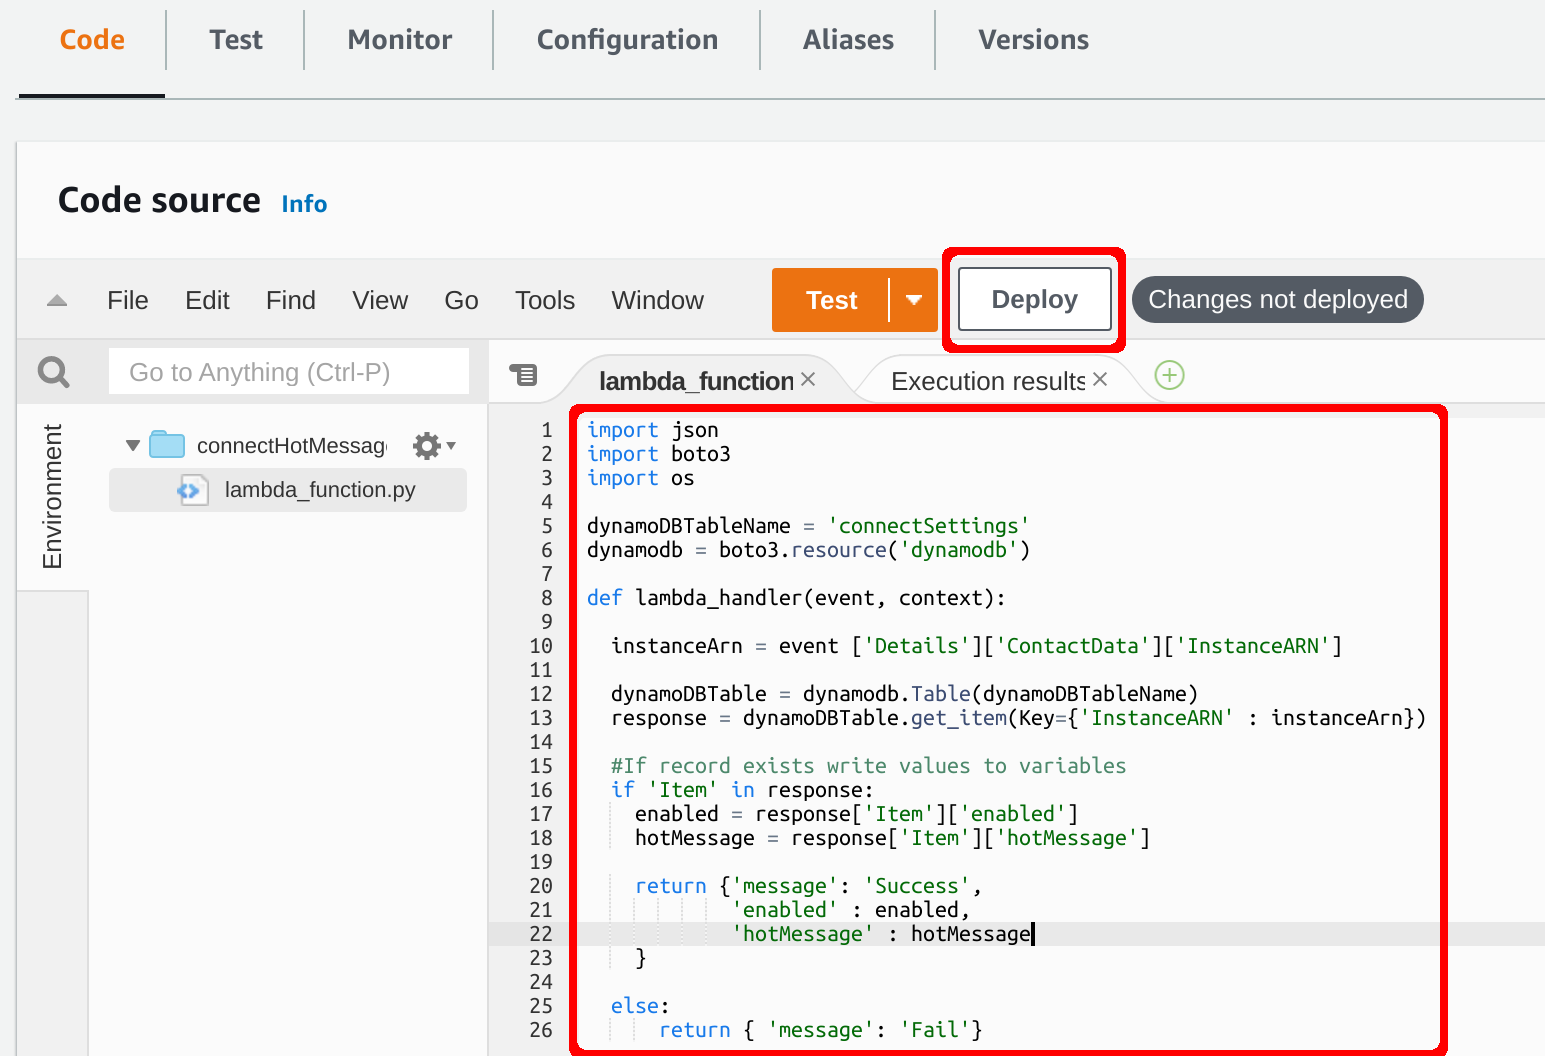 Code Test Monitor Configuration Aliases Versions
Code source Info
File Edit Find View Go Tools Window Test Deploy Changes not deployed
Go to Anything (Ctrl-P)
lambda_function Execution results
Environment
connectHotMessag
lambda_function.py
1 import json
2 import boto3
3 import os
4
5 dynamoDBTableName = 'connectSettings'
6 dynamodb = boto3.resource('dynamodb')
7
8 def lambda_handler(event, context):
9
10   instanceArn = event ['Details']['ContactData']['InstanceARN']
11
12   dynamoDBTable = dynamodb.Table(dynamoDBTableName)
13   response = dynamoDBTable.get_item(Key={'InstanceARN' : instanceArn})
14
15   #If record exists write values to variables
16   if 'Item' in response:
17     enabled = response['Item']['enabled']
18     hotMessage = response['Item']['hotMessage']
19
20     return {'message': 'Success',
21             'enabled' : enabled,
22             'hotMessage' : hotMessage
23     }
24
25   else:
26       return { 'message': 'Fail'}